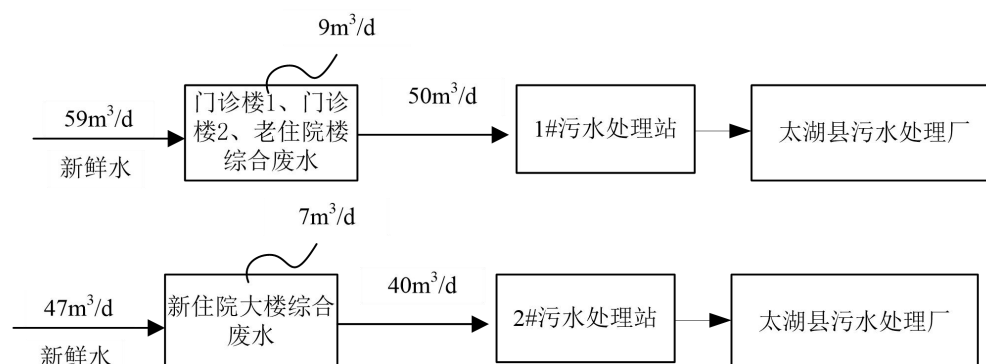 9m³/d
59m³/d
新鲜水
门诊楼1、门诊
楼2、老住院楼
综合废水
50m³/d
1#污水处理站
太湖县污水处理厂
7m³/d
47m³/d
新鲜水
新住院大楼综合
废水
40m³/d
2#污水处理站
太湖县污水处理厂